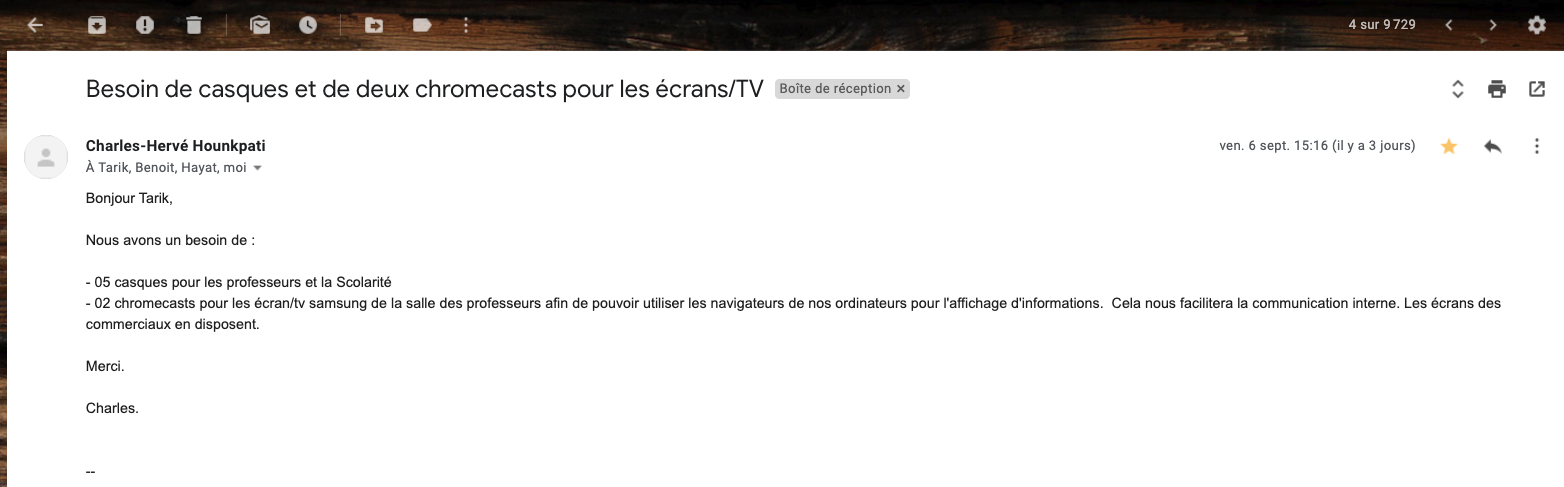 4 sur 9 729
Besoin de casques et de deux chromecasts pour les écrans/TV Boîte de réception ×
Charles-Hervé Hounkpati ven. 6 sept. 15:16 (il y a 3 jours)
À Tarik, Benoit, Hayat, moi
Bonjour Tarik,
Nous avons un besoin de :
- 05 casques pour les professeurs et la Scolarité
- 02 chromecasts pour les écran/tv samsung de la salle des professeurs afin de pouvoir utiliser les navigateurs de nos ordinateurs pour l'affichage d'informations.  Cela nous facilitera la communication interne. Les écrans des
commerciaux en disposent.
Merci.
Charles.
--